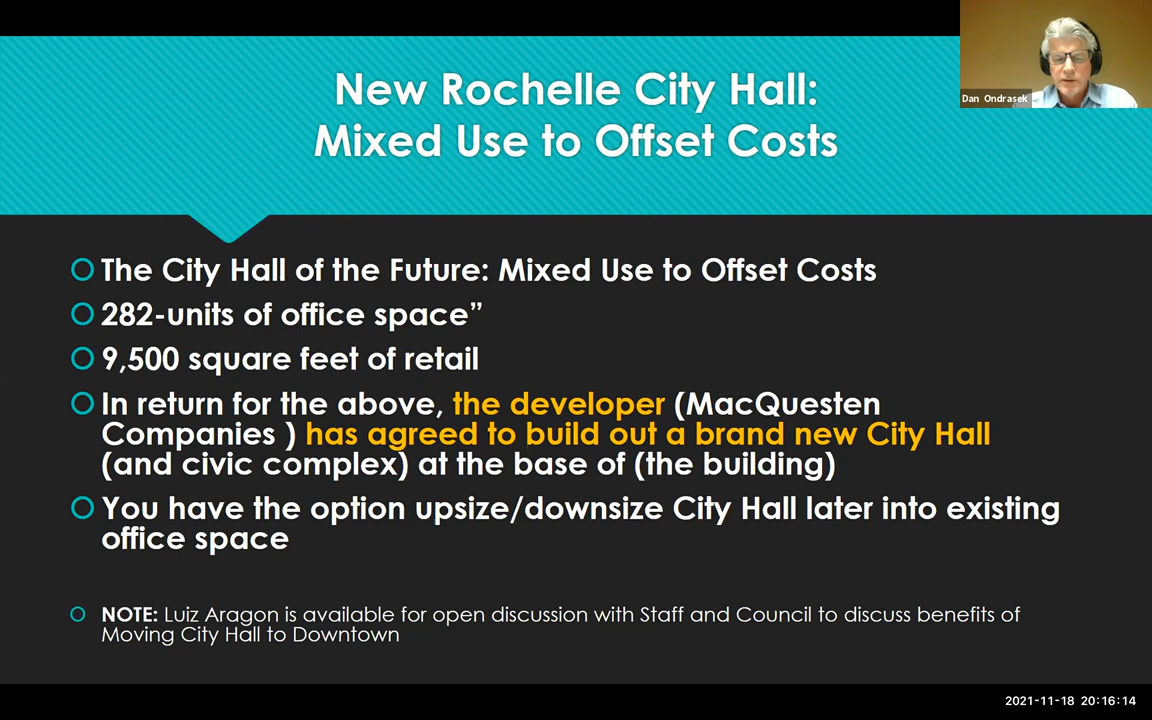 New Rochelle City Hall:
Mixed Use to Offset Costs
Dan Ondrasek
The City Hall of the Future: Mixed Use to Offset Costs
282-units of office space”
9,500 square feet of retail
In return for the above, the developer (MacQuesten
Companies ) has agreed to build out a brand new City Hall
(and civic complex) at the base of (the building)
You have the option upsize/downsize City Hall later into existing
office space
NOTE: Luiz Aragon is available for open discussion with Staff and Council to discuss benefits of
Moving City Hall to Downtown
2021-11-18 20:16:14